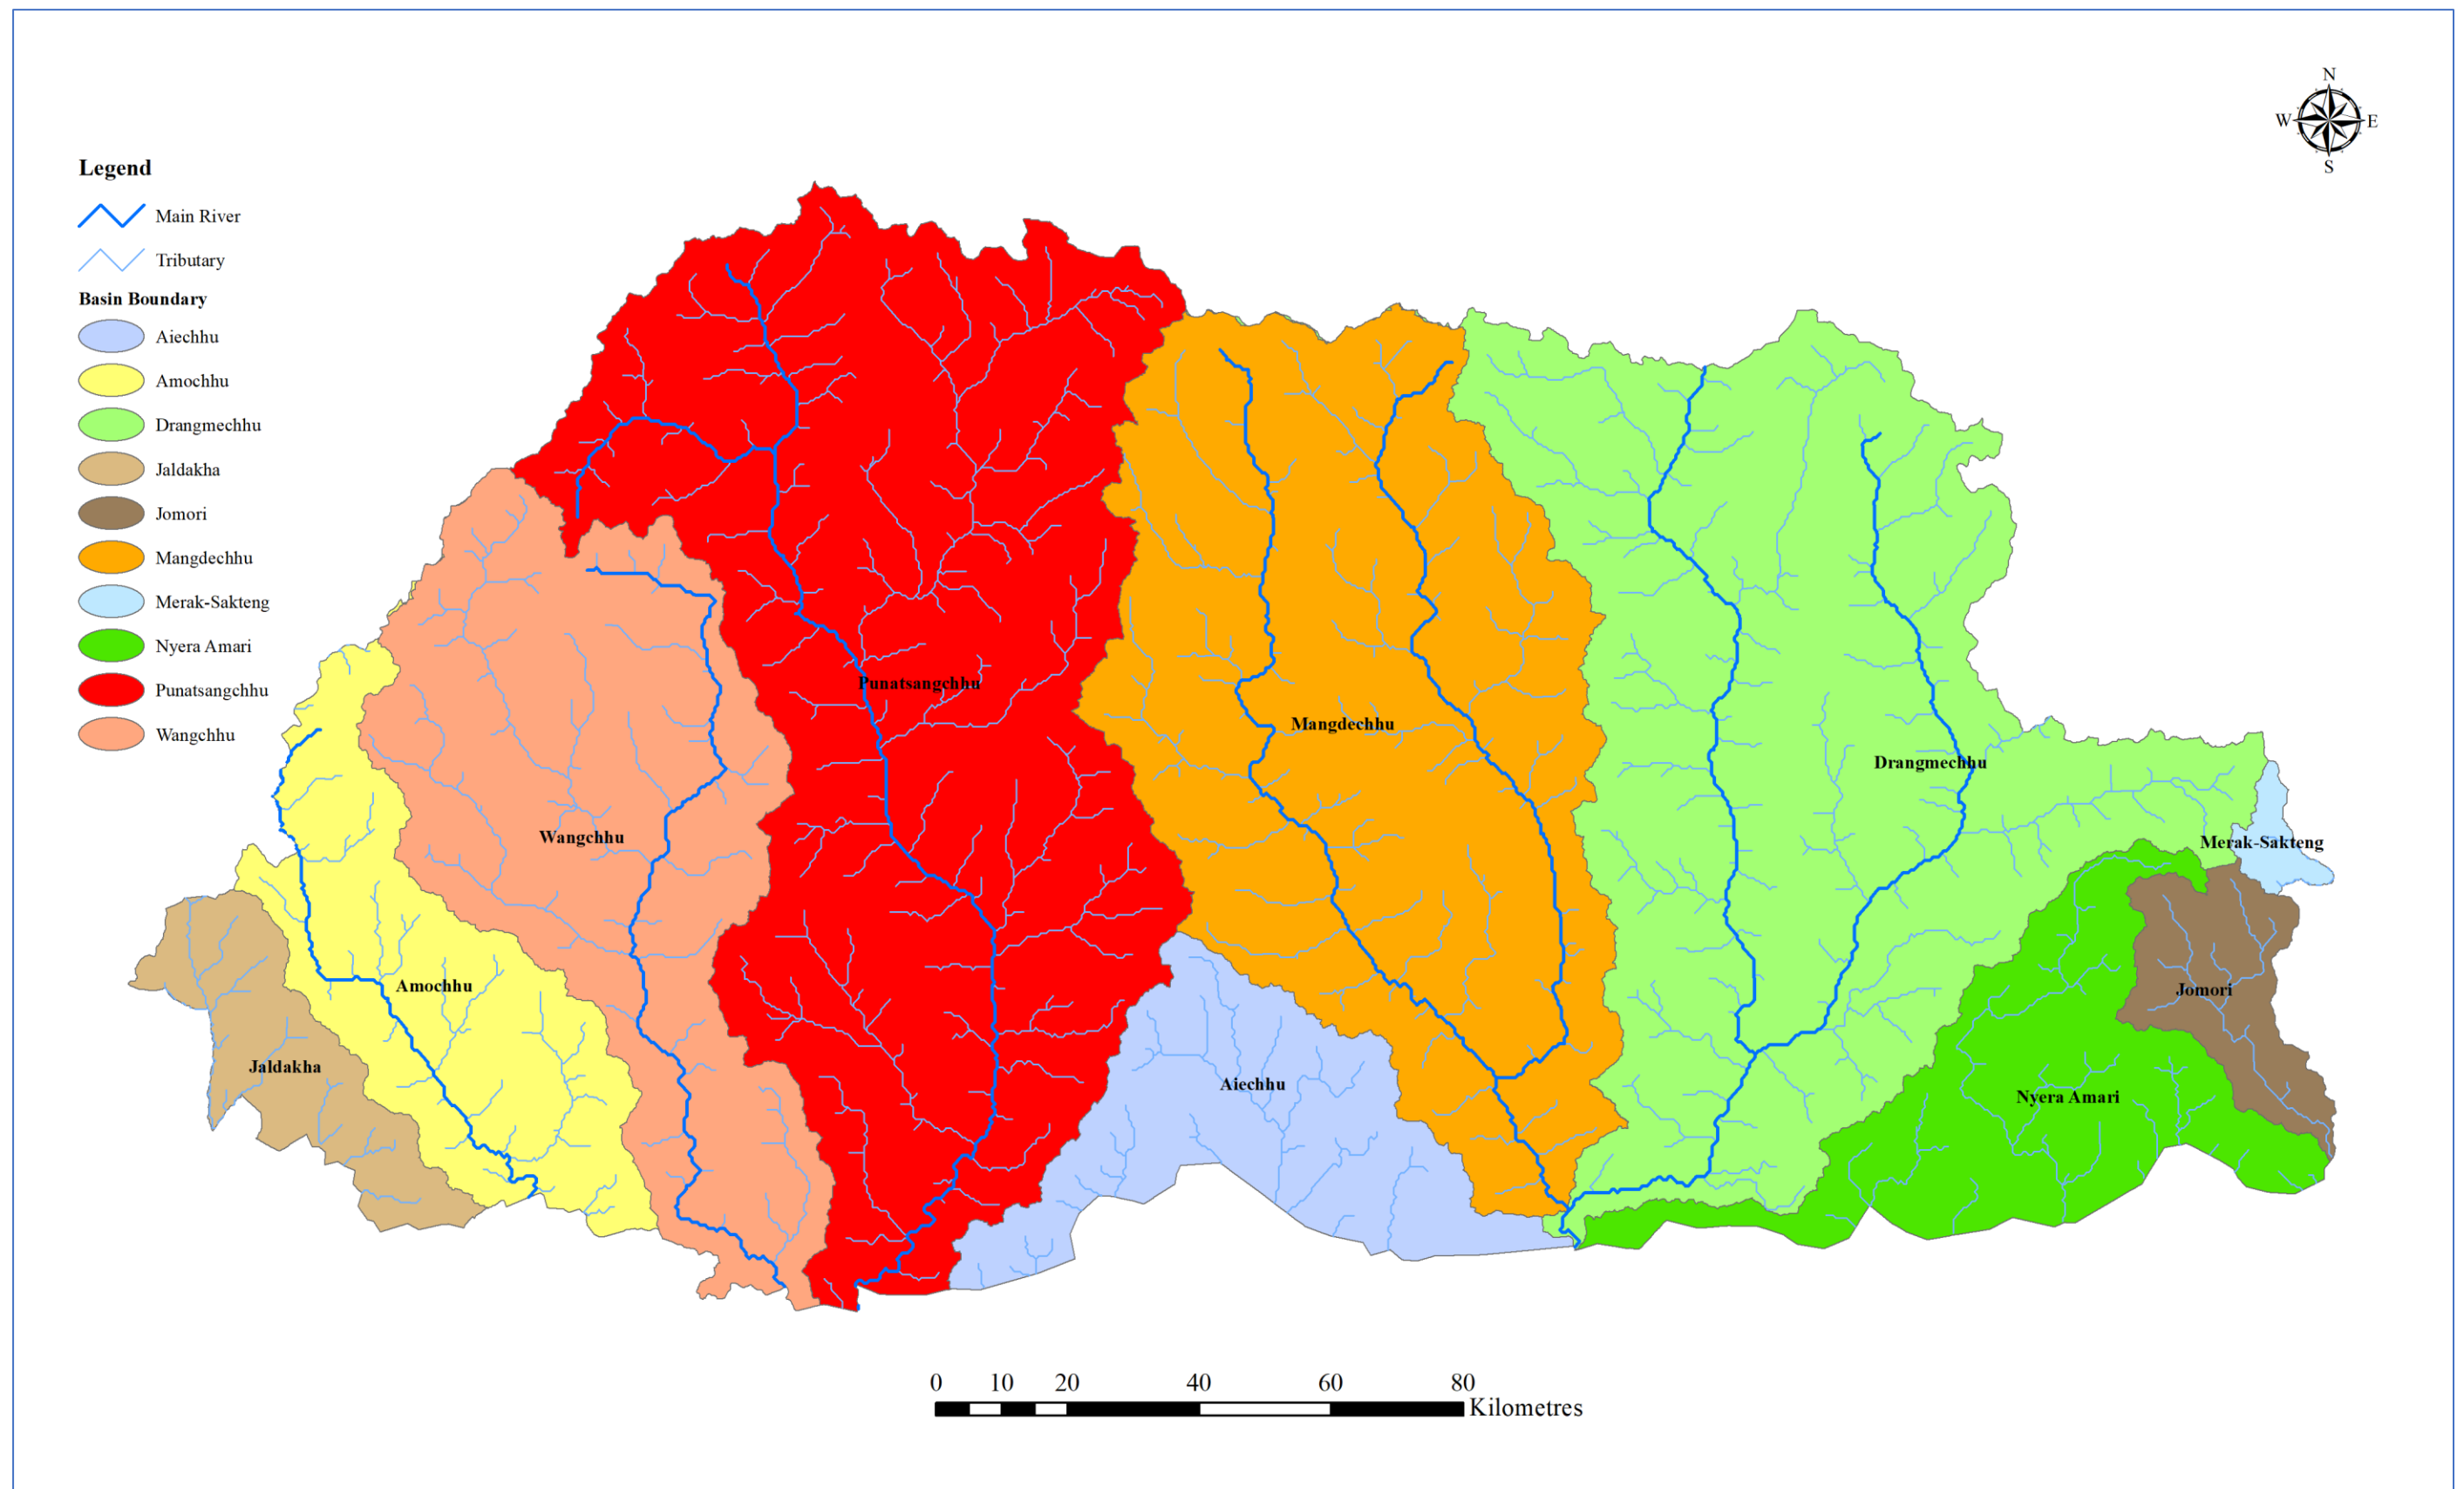 N
W E
S
Legend
Main River
Tributary
Basin Boundary
Aiechhu
Amochhu
Drangmechhu
Jaldakha
Jomori
Mangdechhu
Merak-Sakteng
Nyera Amari
Punatsangchhu
Wangchhu
Punatsangchhu
Mangdechhu
Drangmechhu
Wangchhu
Merak-Sakteng
Amochhu
Jomori
Jaldakha
Aiechhu
Nyera Amari
0 10 20 40 60 80
Kilometres